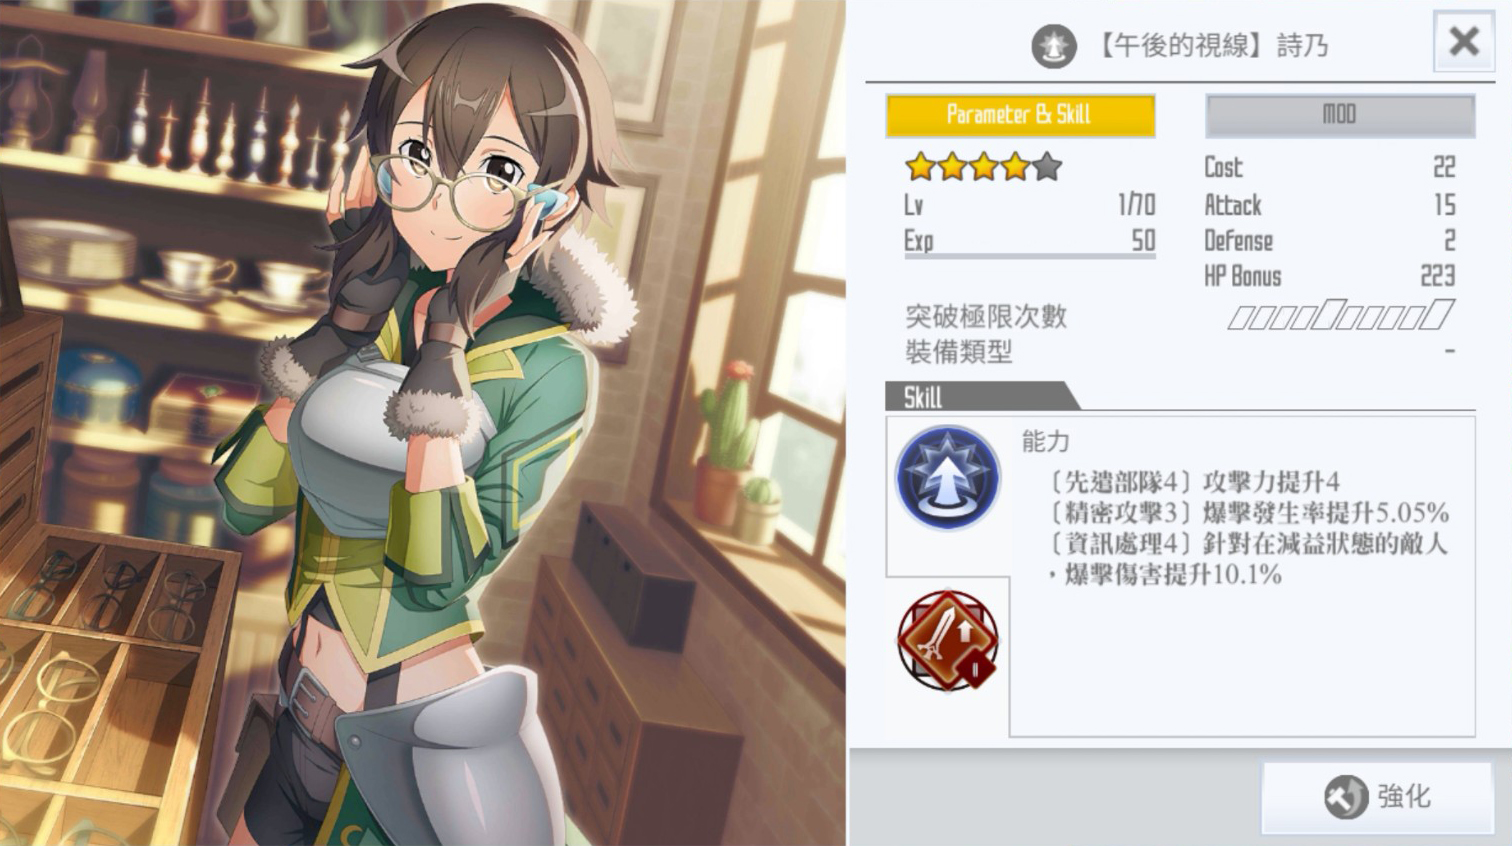 【午後的視線】詩乃
Parameter & Skill
MOD
Lv 1/70
Exp 50
Cost 22
Attack 15
Defense 2
HP Bonus 223
突破極限次數
裝備類型 -
Skill
能力
〔先遣部隊4〕攻擊力提升4
〔精密攻擊3〕爆擊發生率提升5.05%
〔資訊處理4〕針對在減益狀態的敵人
，爆擊傷害提升10.1%
II
強化